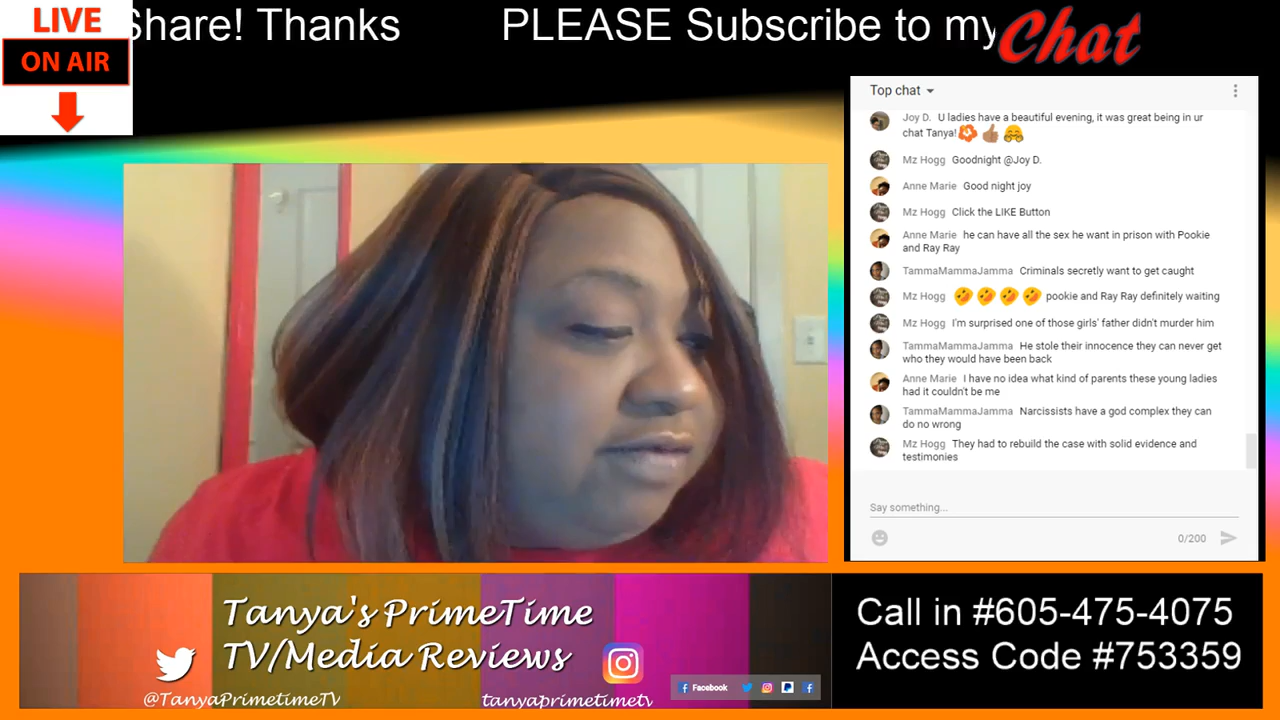 LIVE
ON AIR
Share! Thanks PLEASE Subscribe to my
Chat
Top chat
Joy D. U ladies have a beautiful evening, it was great being in ur
chat Tanya!
Mz Hogg Goodnight @Joy D.
Anne Marie Good night joy
Mz Hogg Click the LIKE Button
Anne Marie he can have all the sex he want in prison with Pookie
and Ray Ray
TammaMammaJamma Criminals secretly want to get caught
Mz Hogg pookie and Ray Ray definitely waiting
Mz Hogg I'm surprised one of those girls' father didn't murder him
TammaMammaJamma He stole their innocence they can never get
who they would have been back
Anne Marie I have no idea what kind of parents these young ladies
had it couldn't be me
TammaMammaJamma Narcissists have a god complex they can
do no wrong
Mz Hogg They had to rebuild the case with solid evidence and
testimonies
Say something...
0/200
Tanya's PrimeTime
TV/Media Reviews
@TanyaPrimetimeTV
tanyaprimetimetv
Facebook
Call in #605-475-4075
Access Code #753359